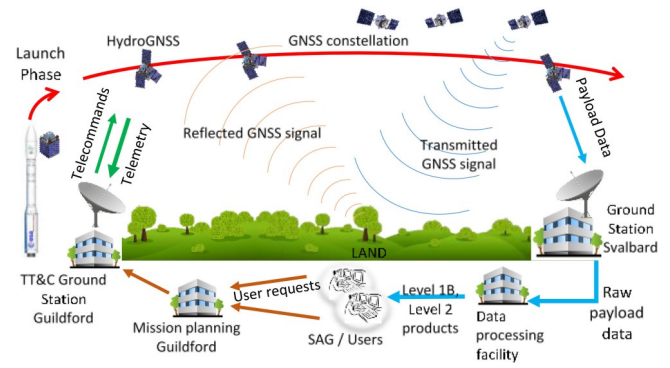 Launch
Phase
HydroGNSS
GNSS constellation
Telecommands
Telemetry
Reflected GNSS signal
Transmitted
GNSS signal
Payload Data
LAND
Ground
Station
Svalbard
TT&C Ground
Station
Guildford
Mission planning
Guildford
User requests
SAG / Users
Level 1B,
Level 2
products
Data
processing
facility
Raw
payload
data